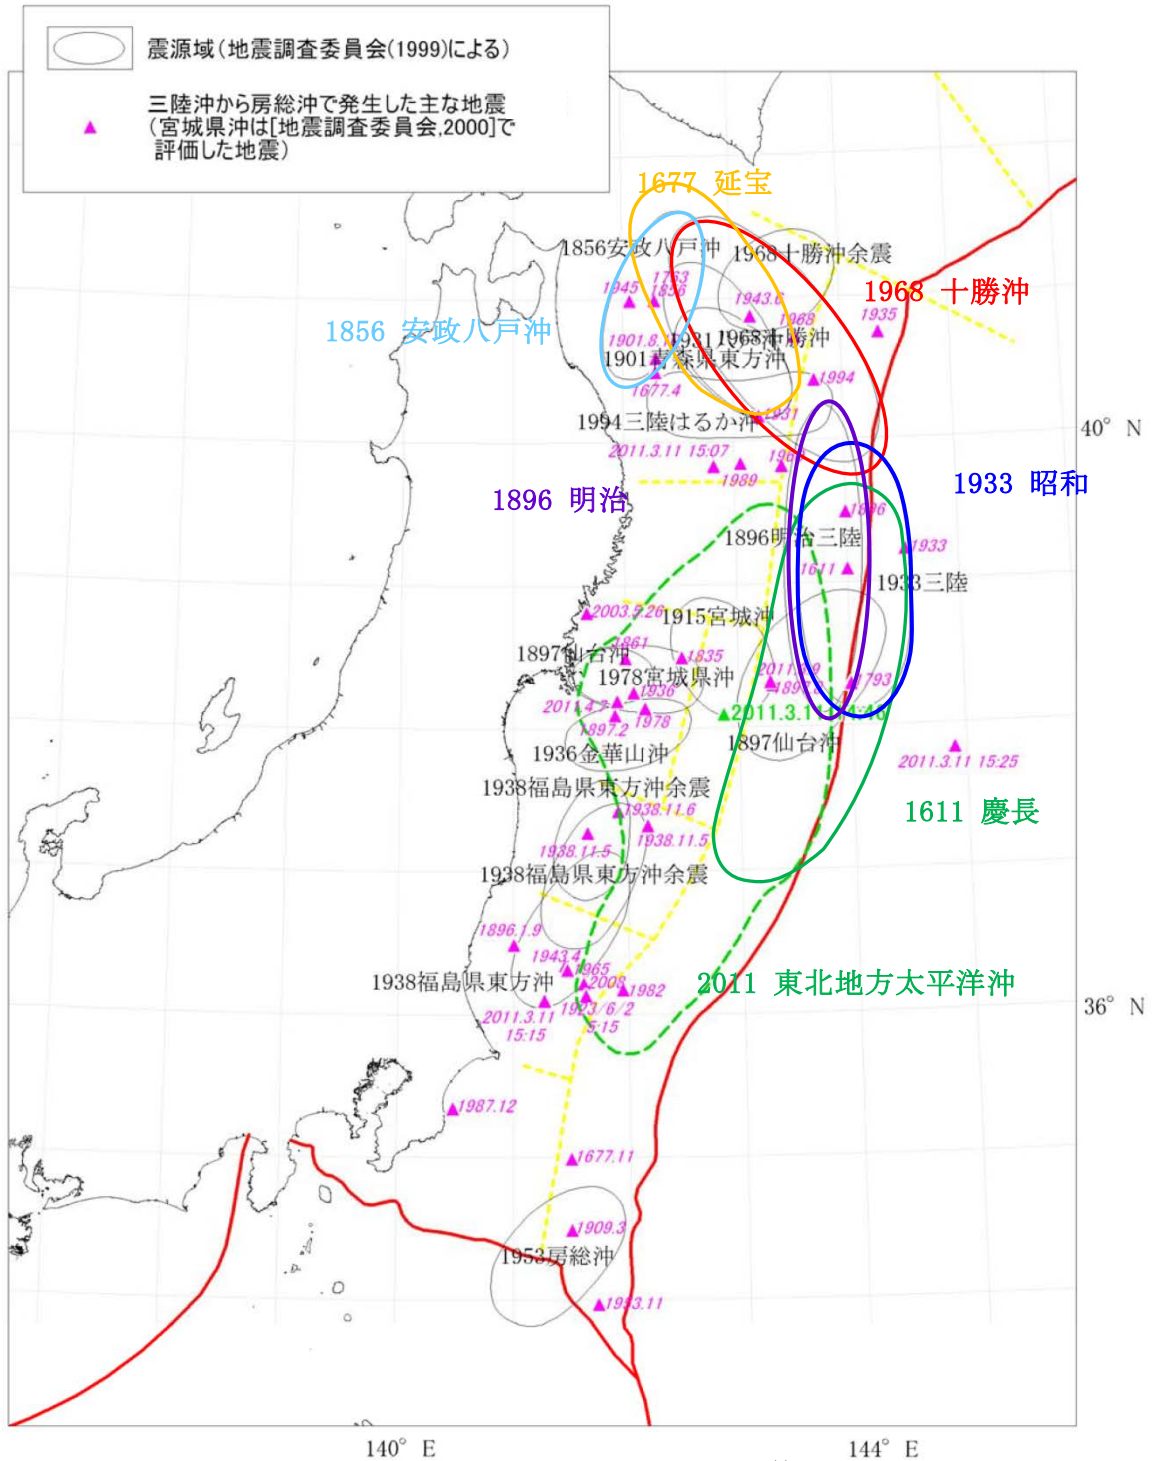 震源域(地震調査委員会(1999)による)
三陸沖から房総沖で発生した主な地震
(宮城県沖は[地震調査委員会,2000]で
評価した地震)
1677 延宝
1856安政八戸沖
1968十勝沖余震
1763
1945
1856
1943.6
1968 十勝沖
1935
1968
1856 安政八戸沖
1901.8.
1968十勝沖
1901青森県東方沖
1677.4
1994
1994三陸はるか沖
1931
40° N
2011.3.11 15:07
1989
1933 昭和
1896 明治
1896
1896明治三陸
1933
1611
1933三陸
2003.5.26
1915宮城沖
1861
1897仙台沖
1835
1978宮城県沖
1936
1793
2011.3.11
1978
1897.2
1897仙台沖
1936金華山沖
2011.3.11 15:25
1938福島県東方沖余震
1938.11.6
1611 慶長
1938.11.5
1938.11.5
1938福島県東方沖余震
1896.1.9
1943.4
1965
1938福島県東方沖
2008
1982
2011 東北地方太平洋沖
36° N
1923/6/2
2011.3.11
15:15
5:15
1987.12
1677.11
1909.3
1953房総沖
1953.11
140° E
144° E